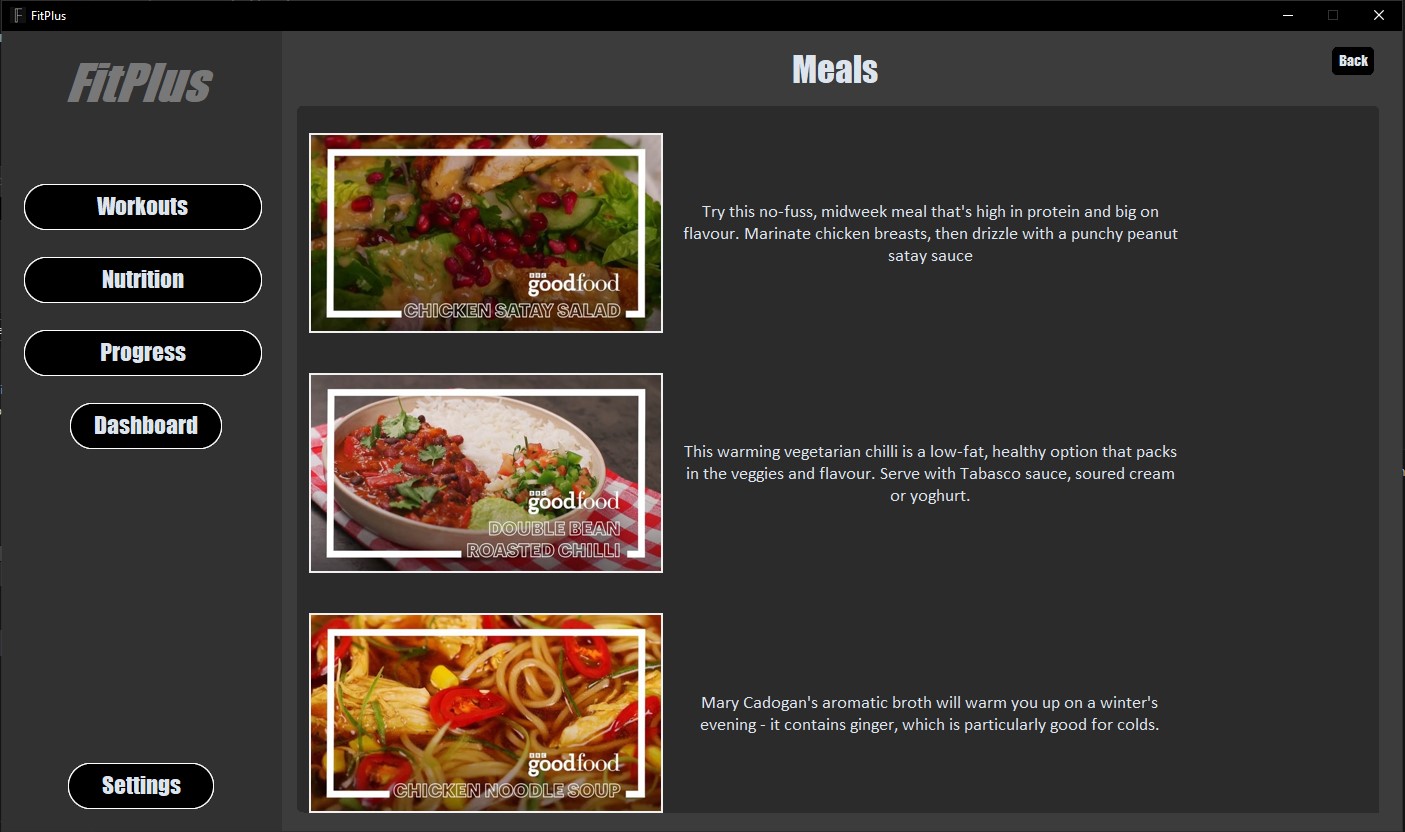 FitPlus
FitPlus
Meals
Back
Workouts
Nutrition
Progress
Dashboard
Settings
BBC
goodfood
CHICKEN SATAY SALAD
Try this no-fuss, midweek meal that's high in protein and big on
flavour. Marinate chicken breasts, then drizzle with a punchy peanut
satay sauce
BBC
goodfood
DOUBLE BEAN
ROASTED CHILLI
This warming vegetarian chilli is a low-fat, healthy option that packs
in the veggies and flavour. Serve with Tabasco sauce, soured cream
or yoghurt.
BBC
goodfood
CHICKEN NOODLE SOUP
Mary Cadogan's aromatic broth will warm you up on a winter's
evening - it contains ginger, which is particularly good for colds.